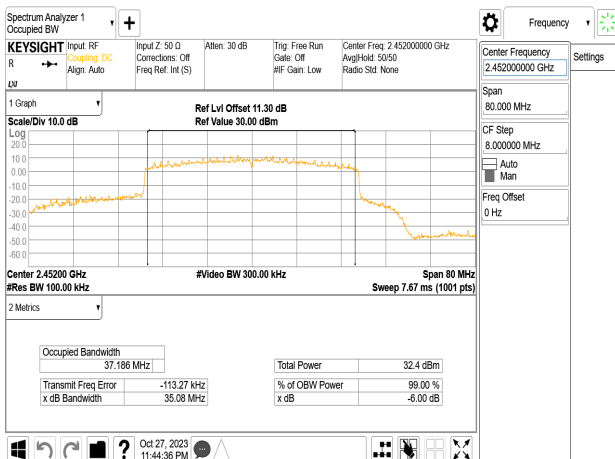 Spectrum Analyzer 1
Occupied BW
Frequency
KEYSIGHT
R
LXI
Input: RF
Coupling: DC
Align: Auto
Input Z: 50 Ω
Corrections: Off
Freq Ref: Int (S)
Atten: 30 dB
Trig: Free Run
Gate: Off
#IF Gain: Low
Center Freq: 2.452000000 GHz
Avg|Hold: 50/50
Radio Std: None
Center Frequency
2.452000000 GHz
Settings
Span
80.000 MHz
CF Step
8.000000 MHz
Auto
Man
Freq Offset
0 Hz
1 Graph
Scale/Div 10.0 dB
Ref Lvl Offset 11.30 dB
Ref Value 30.00 dBm
Log
20.0
10.0
0.00
-10.0
-20.0
-30.0
-40.0
-50.0
-60.0
Center 2.45200 GHz
#Video BW 300.00 kHz
Span 80 MHz
#Res BW 100.00 kHz
Sweep 7.67 ms (1001 pts)
2 Metrics
Occupied Bandwidth
37.186 MHz
Total Power 32.4 dBm
Transmit Freq Error -113.27 kHz
% of OBW Power 99.00 %
x dB Bandwidth 35.08 MHz
x dB -6.00 dB
?
Oct 27, 2023
11:44:36 PM